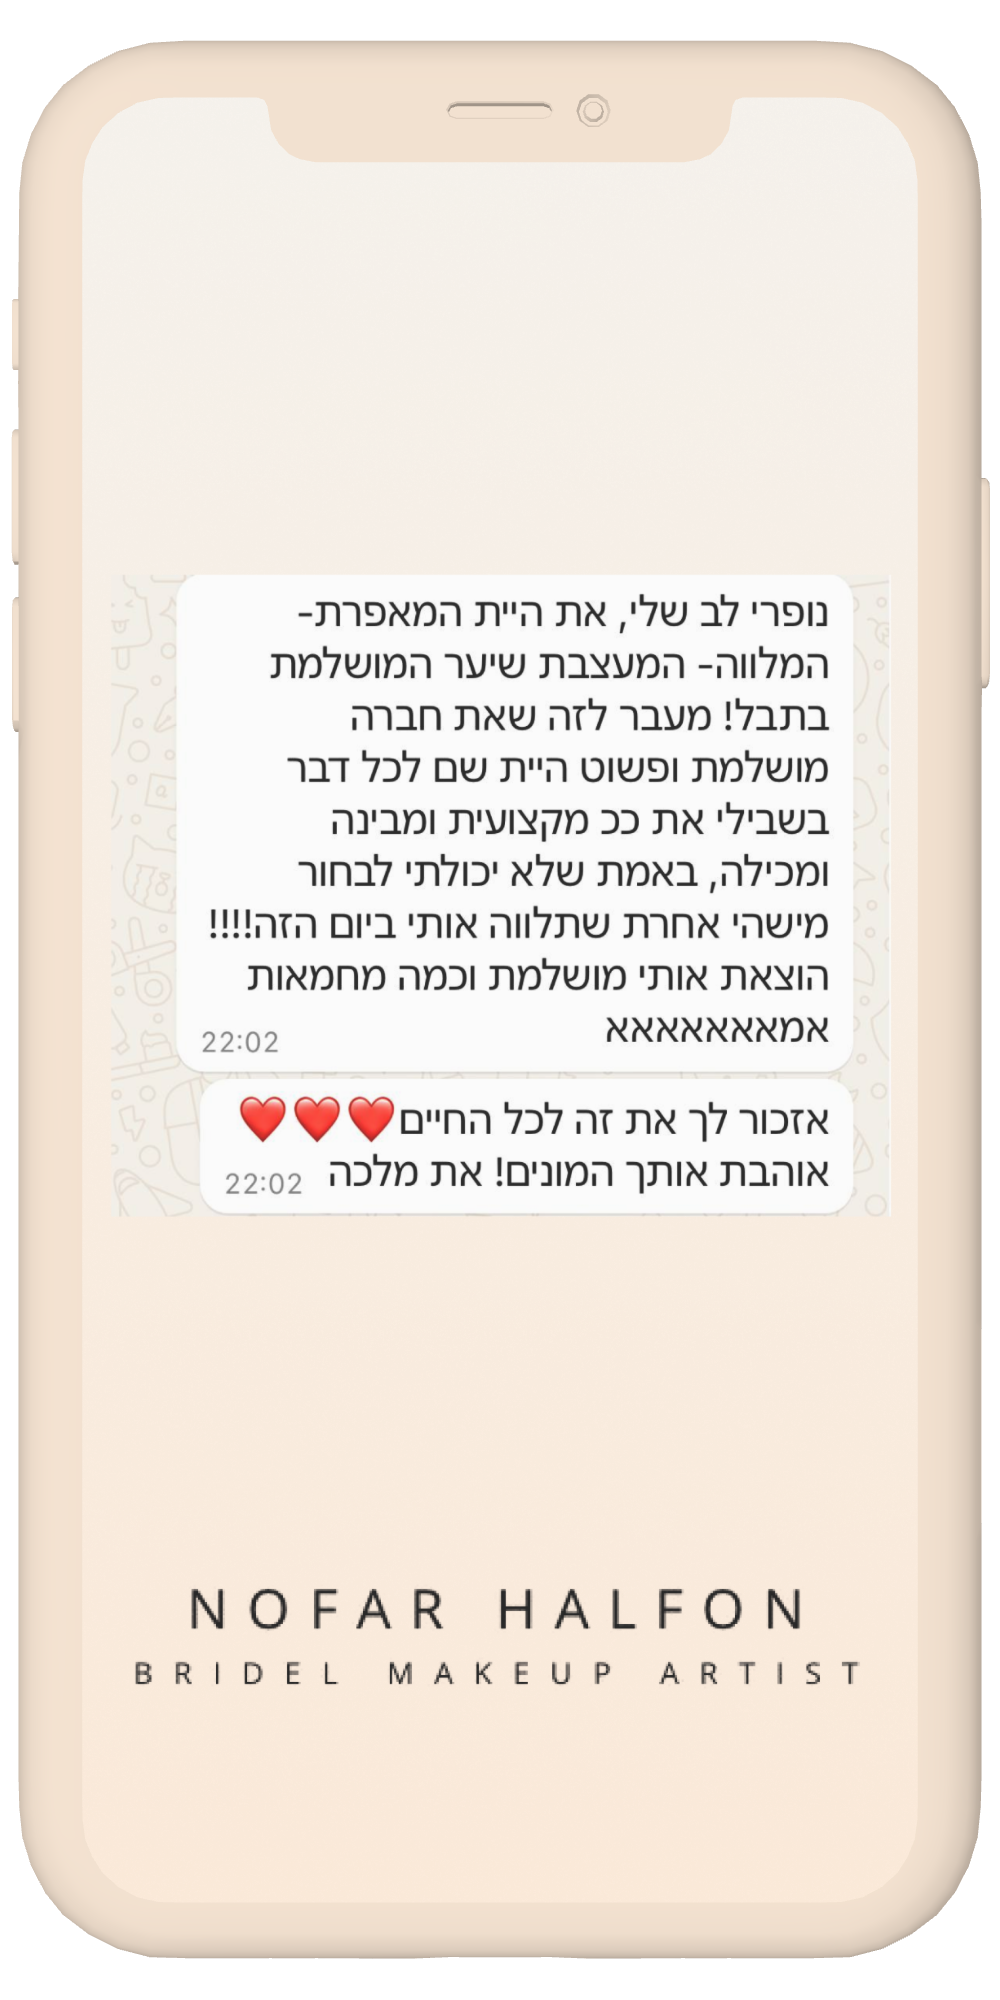 נופרי לב שלי, את היית המאפרת-
המלווה- המעצבת שיער המושלמת
בתבל! מעבר לזה שאת חברה
מושלמת ופשוט היית שם לכל דבר
בשבילי את ככ מקצועית ומבינה
ומכילה, באמת שלא יכולתי לבחור
מישהי אחרת שתלווה אותי ביום הזה!!!!
הוצאת אותי מושלמת וכמה מחמאות
אמאאאאאאאא
22:02
אזכור לך את זה לכל החיים❤️❤️❤️
אוהבת אותך המונים! את מלכה
22:02
NOFAR HALFON
BRIDEL MAKEUP ARTIST